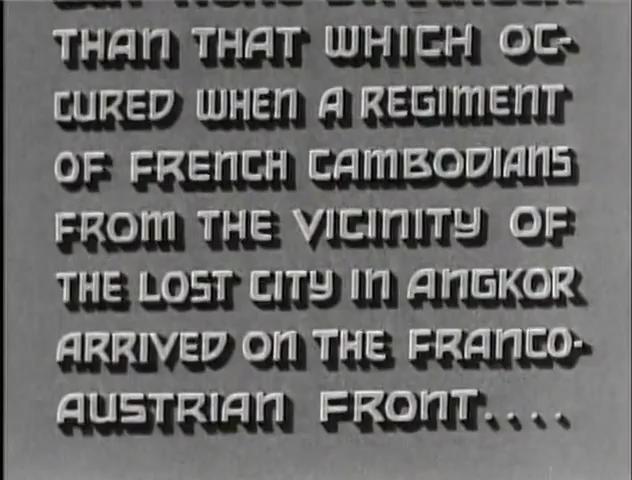 THAN THAT WHICH OC-
CURED WHEN A REGIMENT
OF FRENCH CAMBODIANS
FROM THE VICINITY OF
THE LOST CITY IN ANGKOR
ARRIVED ON THE FRANCO-
AUSTRIAN FRONT....